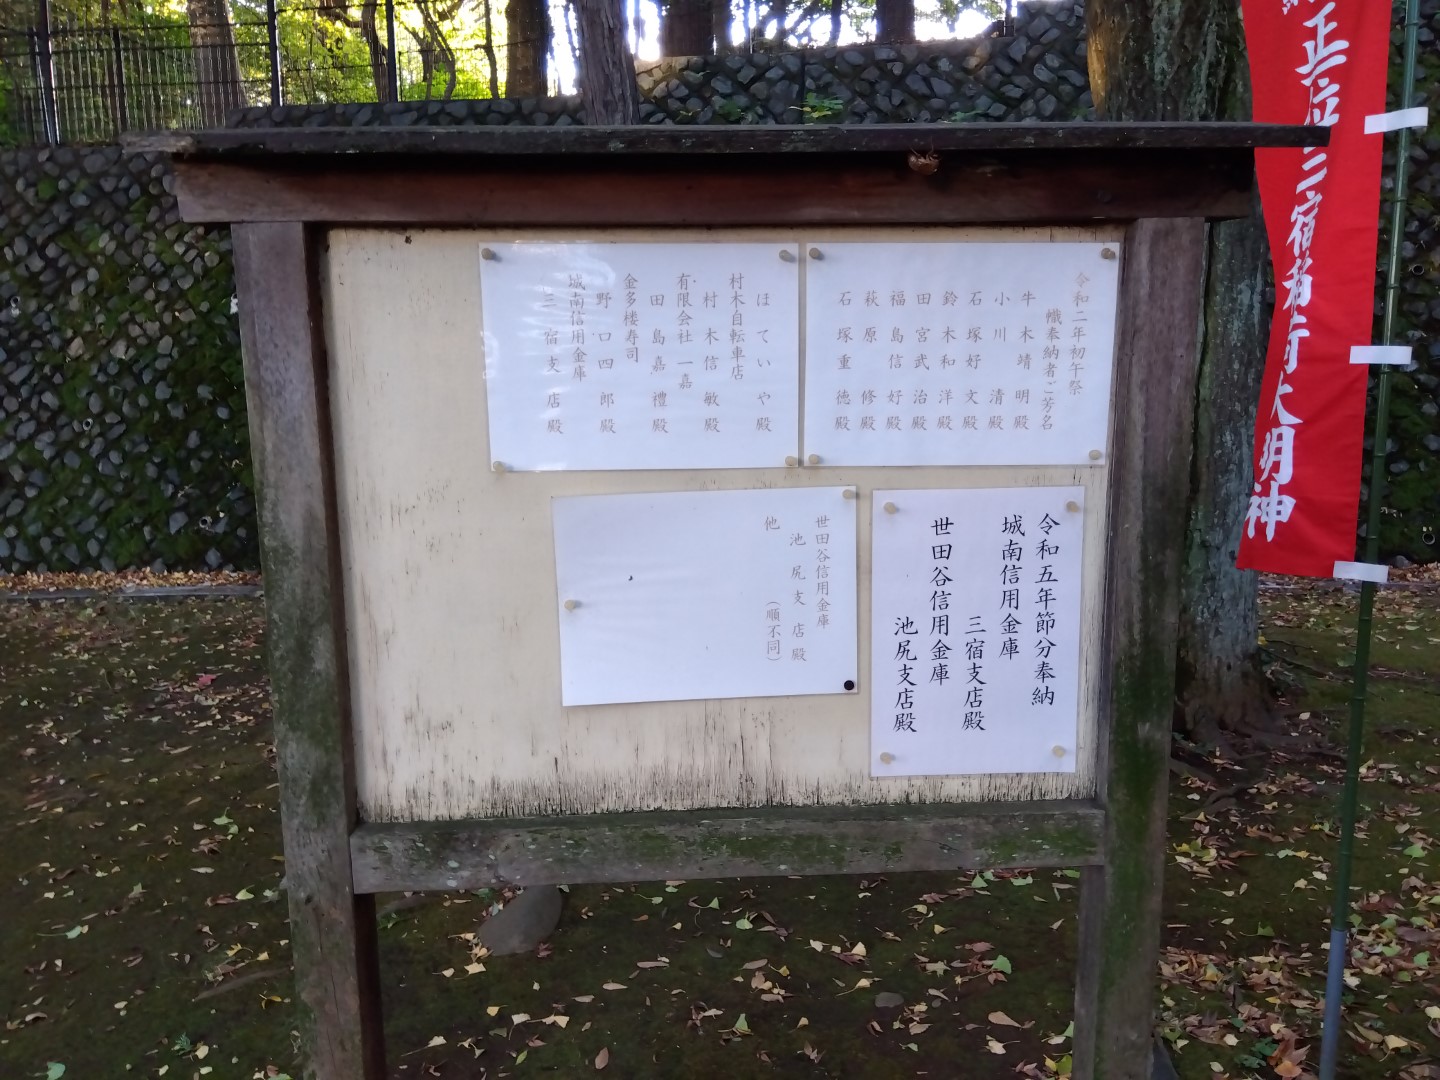 令和二年初午祭
幟奉納者ご芳名
牛木靖明殿
小川清殿
石塚好文殿
鈴木和洋殿
田宮武治殿
福島信好殿
萩原修殿
石塚重徳殿
ほていや殿
村木自転車店
村木信敏殿
有限会社一嘉
田島嘉禮殿
金多楼寿司
野口四郎殿
城南信用金庫
三宿支店殿
世田谷信用金庫
池尻支店殿
他（順不同）
令和五年節分奉納
城南信用金庫
三宿支店殿
世田谷信用金庫
池尻支店殿
正一位三宿稲荷大明神